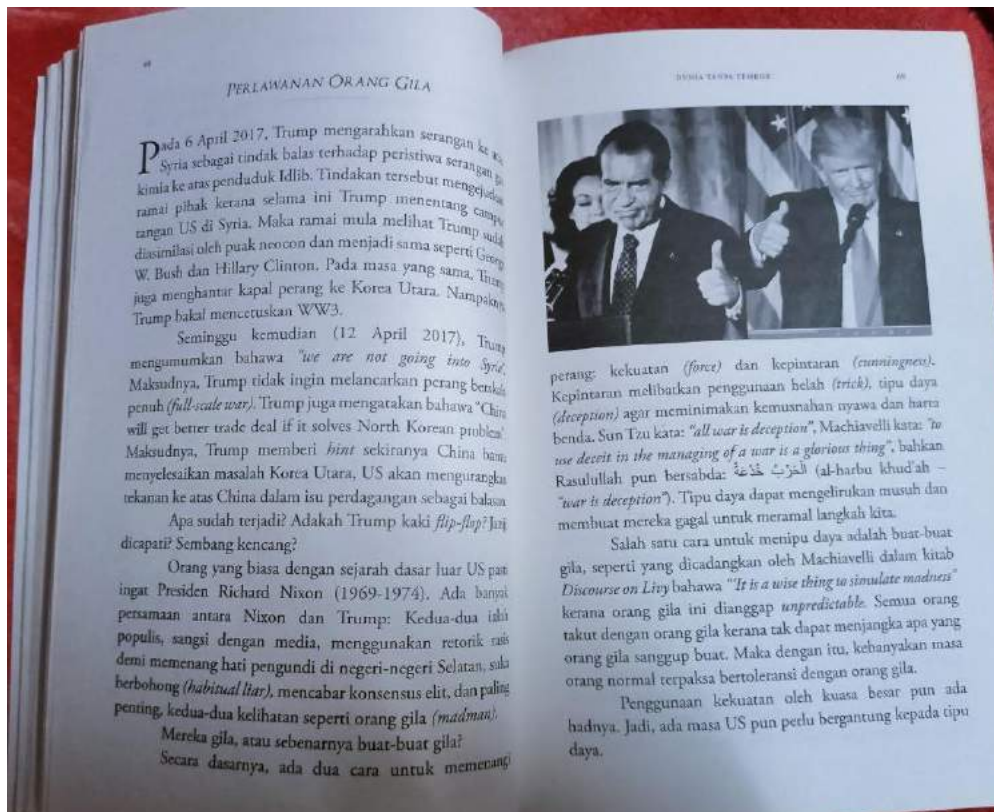 PERLAWANAN ORANG GILA
Pada 6 April 2017, Trump mengarahkan serangan ke
Syria sebagai tindak balas terhadap peristiwa serangan
kimia ke atas penduduk Idlib. Tindakan tersebut mengejutkan
ramai pihak kerana selama ini Trump menentang campur
tangan US di Syria. Maka ramai mula melihat Trump sudah
diasimilasi oleh puak neocon dan menjadi sama seperti George
W. Bush dan Hillary Clinton. Pada masa yang sama, Trump
juga menghantar kapal perang ke Korea Utara. Nampaknya
Trump bakal mencetuskan WW3.
Seminggu kemudian (12 April 2017), Trump
mengumumkan bahawa "we are not going into Syria".
Maksudnya, Trump tidak ingin melancarkan perang berskala
penuh (full-scale war). Trump juga mengatakan bahawa "China
will get better trade deal if it solves North Korean problem".
Maksudnya, Trump memberi hint sekiranya China bantu
menyelesaikan masalah Korea Utara, US akan mengurangkan
tekanan ke atas China dalam isu perdagangan sebagai balasan
Apa sudah terjadi? Adakah Trump kaki flip-flop? Janji
dicapati? Sembang kencang?
Orang yang biasa dengan sejarah dasar luar US pasti
ingat Presiden Richard Nixon (1969-1974). Ada banyak
persamaan antara Nixon dan Trump: Kedua-dua
populis, sangsi dengan media, menggunakan retorik rasis
demi memenang hati pengundi di negeri-negeri Selatan, suka
berbohong (habitual liar), mencabar konsensus elit, dan paling
penting, kedua-dua kelihatan seperti orang gila (madman).
Mereka gila, atau sebenarnya buat-buat gila?
Secara dasarnya, ada dua cara untuk memenangi
DUNIA TANPA TEMBOK
perang: kekuatan (force) dan kepintaran (cunningness).
Kepintaran melibatkan penggunaan helah (trick), tipu daya
(deception) agar meminimakan kemusnahan nyawa dan harta
benda. Sun Tzu kata: "all war is deception", Machiavelli kata: "to
use deceit in the managing of a war is a glorious thing", bahkan
Rasulullah pun bersabda: الْحَرْبُ خُدْعَةٌ (al-harbu khud'ah –
"war is deception"). Tipu daya dapat mengelirukan musuh dan
membuat mereka gagal untuk meramal langkah kita.
Salah satu cara untuk menipu daya adalah buat-buat
gila, seperti yang dicadangkan oleh Machiavelli dalam kitab
Discourse on Livy bahawa "It is a wise thing to simulate madness"
kerana orang gila ini dianggap unpredictable. Semua orang
takut dengan orang gila kerana tak dapat menjangka apa yang
orang gila sanggup buat. Maka dengan itu, kebanyakan masa
orang normal terpaksa bertoleransi dengan orang gila.
Penggunaan kekuatan oleh kuasa besar pun ada
hadnya. Jadi, ada masa US pun perlu bergantung kepada tipu
daya.